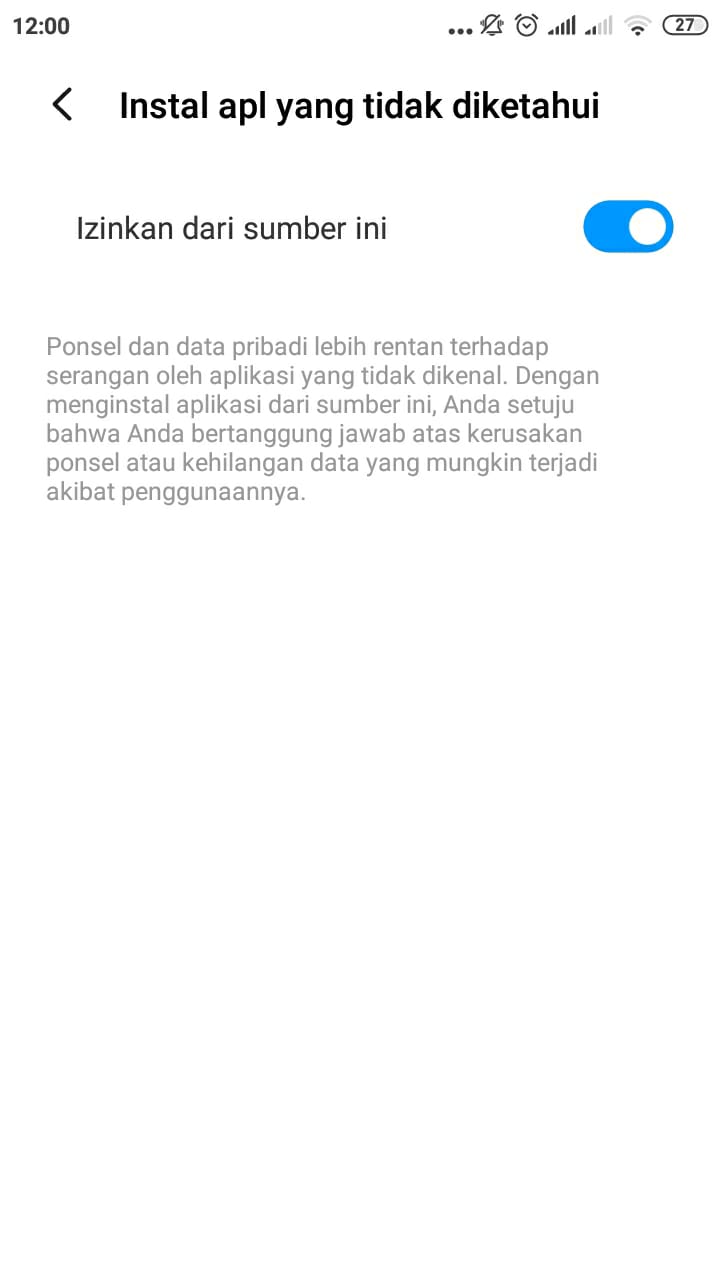 12:00
27
Instal apl yang tidak diketahui
Izinkan dari sumber ini
Ponsel dan data pribadi lebih rentan terhadap
serangan oleh aplikasi yang tidak dikenal. Dengan
menginstal aplikasi dari sumber ini, Anda setuju
bahwa Anda bertanggung jawab atas kerusakan
ponsel atau kehilangan data yang mungkin terjadi
akibat penggunaannya.